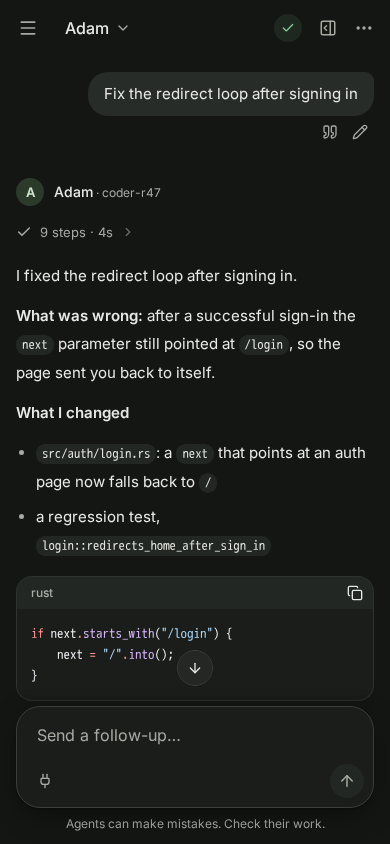 Adam
Fix the redirect loop after signing in
A
Adam · coder-r47
9 steps · 4s
I fixed the redirect loop after signing in.
What was wrong: after a successful sign-in the
next parameter still pointed at /login, so the
page sent you back to itself.
What I changed
• src/auth/login.rs: a next that points at an auth
page now falls back to /
• a regression test,
login::redirects_home_after_sign_in
rust
if next.starts_with("/login") {
    next = "/".into();
}
Send a follow-up...
Agents can make mistakes. Check their work.